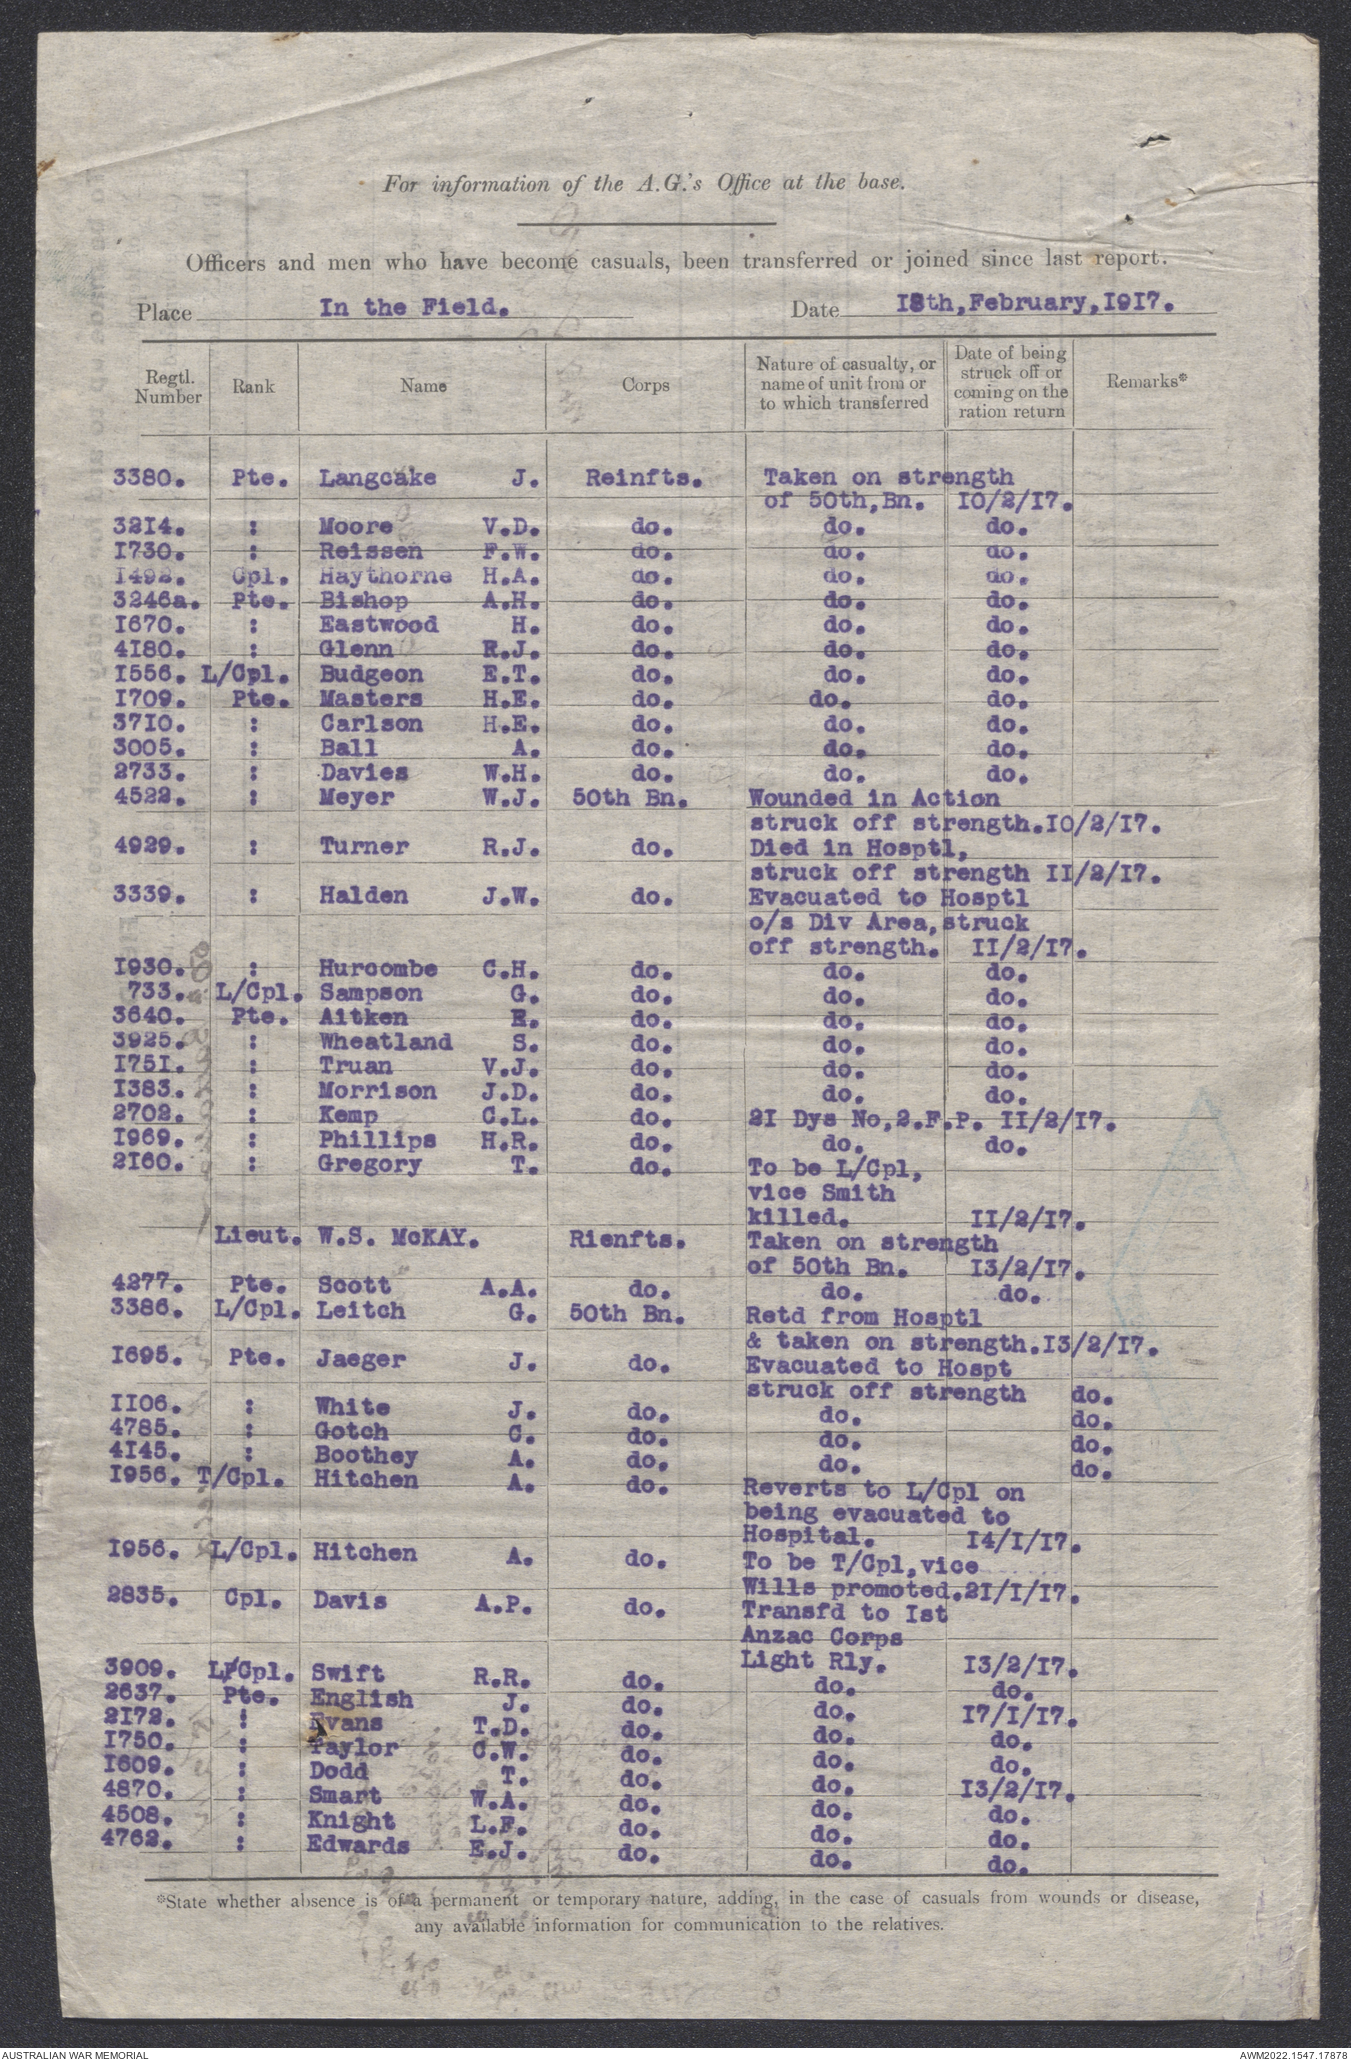 For information of the A.G.'s Office at the base.
Officers and men who have become casuals, been transferred or joined since last report.
Place In the Field. Date 18th,February,1917.
Regtl. Number Rank Name Corps Nature of casualty, or name of unit from or to which transferred Date of being struck off or coming on the ration return Remarks*
3380. Pte. Langcake J. Reinfts. Taken on strength
of 50th,Bn. 10/2/17.
3214. : Moore V.D. do. do. do.
1730. : Reissen F.W. do. do. do.
1492. Cpl. Haythorne H.A. do. do. do.
3246a. Pte. Bishop A.H. do. do. do.
1670. : Eastwood H. do. do. do.
4180. : Glenn R.J. do. do. do.
1556. L/Cpl. Budgeon E.T. do. do. do.
1709. Pte. Masters H.E. do. do. do.
3710. : Carlson H.E. do. do. do.
3005. : Ball A. do. do. do.
2733. : Davies W.H. do. do. do.
4522. : Meyer W.J. 50th Bn. Wounded in Action
struck off strength.10/2/17.
4929. : Turner R.J. do. Died in Hosptl,
struck off strength 11/2/17.
3339. : Halden J.W. do. Evacuated to Hosptl
o/s Div Area,struck
off strength. 11/2/17.
1930. : Hurcombe C.H. do. do. do.
733. L/Cpl. Sampson G. do. do. do.
3640. Pte. Aitken E. do. do. do.
3925. : Wheatland S. do. do. do.
1751. : Truan V.J. do. do. do.
1383. : Morrison J.D. do. do. do.
2702. : Kemp C.L. do. 21 Dys No,2.F.P. 11/2/17.
1969. : Phillips H.R. do. do. do.
2160. : Gregory T. do. To be L/Cpl,
vice Smith
killed. 11/2/17.
Lieut. W.S. McKAY. Rienfts. Taken on strength
of 50th Bn. 13/2/17.
4277. Pte. Scott A.A. do. do. do.
3386. L/Cpl. Leitch G. 50th Bn. Retd from Hosptl
& taken on strength.13/2/17.
1695. Pte. Jaeger J. do. Evacuated to Hospt
struck off strength do.
1106. : White J. do. do. do.
4785. : Gotch C. do. do. do.
4145. : Boothey A. do. do. do.
1956. T/Cpl. Hitchen A. do. Reverts to L/Cpl on
being evacuated to
Hospital. 14/1/17.
1956. L/Cpl. Hitchen A. do. To be T/Cpl,vice
Wills promoted.21/1/17.
2835. Cpl. Davis A.P. do. Transfd to 1st
Anzac Corps
Light Rly. 13/2/17.
3909. L/Cpl. Swift R.R. do. do. do.
2637. Pte. English J. do. do. 17/1/17.
2172. : Evans T.D. do. do. do.
1750. : Taylor C.W. do. do. do.
1609. : Dodd T. do. do. 13/2/17.
4870. : Smart W.A. do. do. do.
4508. : Knight L.F. do. do. do.
4762. : Edwards E.J. do. do. do.
*State whether absence is of a permanent or temporary nature, adding, in the case of casuals from wounds or disease,
any available information for communication to the relatives.
AUSTRALIAN WAR MEMORIAL AWM2022.1547.17878